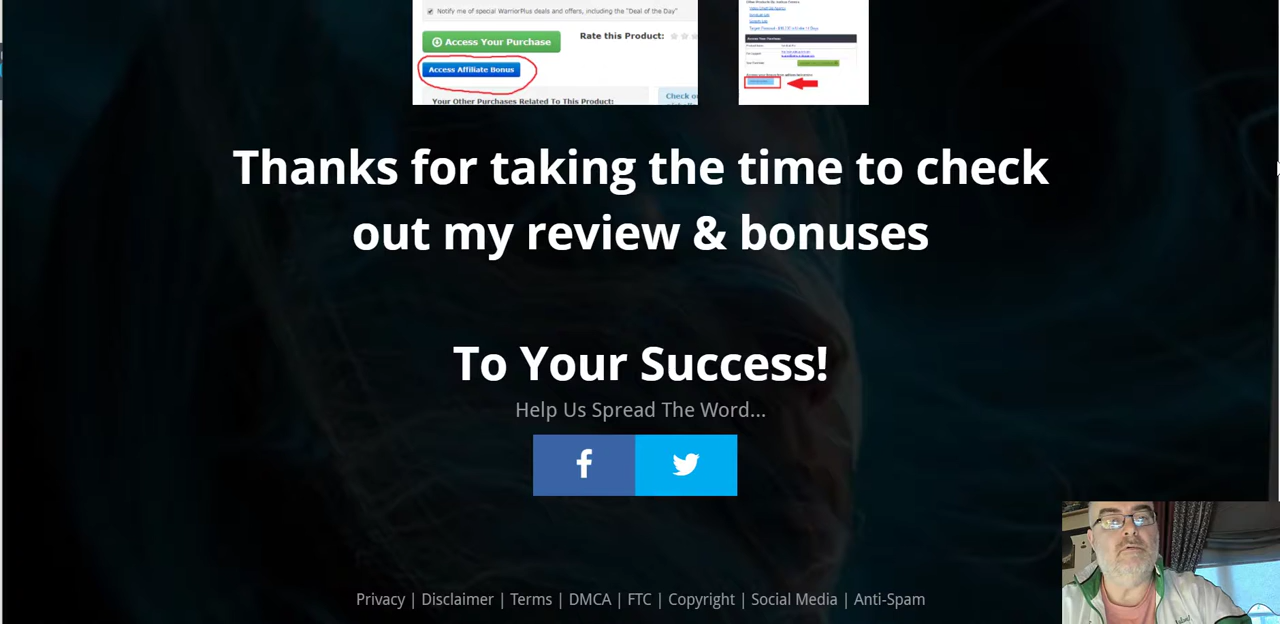 Notify me of special WarriorPlus deals and offers, including the "Deal of the Day"
Access Your Purchase
Rate this Product:
Access Affiliate Bonus
Your Other Purchases Related To This Product:
Check o
Thanks for taking the time to check
out my review & bonuses
To Your Success!
Help Us Spread The Word...
Privacy | Disclaimer | Terms | DMCA | FTC | Copyright | Social Media | Anti-Spam